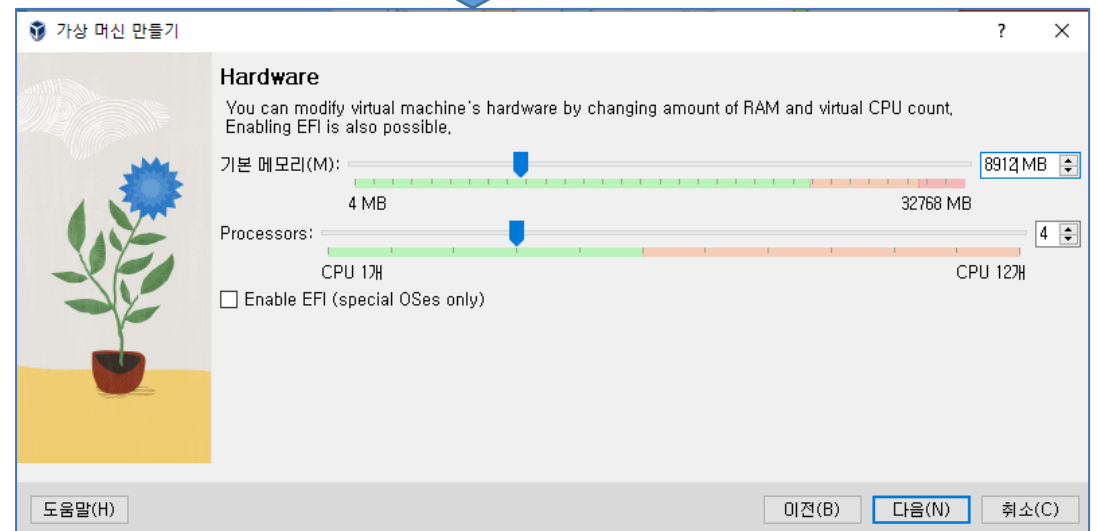 가상 머신 만들기
Hardware
You can modify virtual machine's hardware by changing amount of RAM and virtual CPU count,
Enabling EFI is also possible,
기본 메모리(M): 8912 MB
4 MB 32768 MB
Processors: 4
CPU 1개 CPU 12개
Enable EFI (special OSes only)
도움말(H) 이전(B) 다음(N) 취소(C)